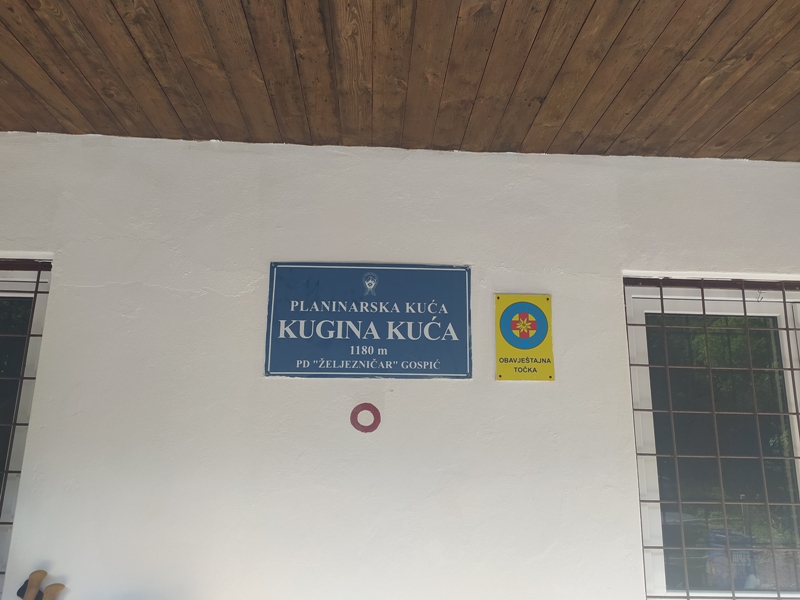 PLANINARSKA KUĆA
KUGINA KUĆA
1180 m
PD "ŽELJEZNIČAR" GOSPIĆ
OBAVJEŠTAJNA
TOČKA